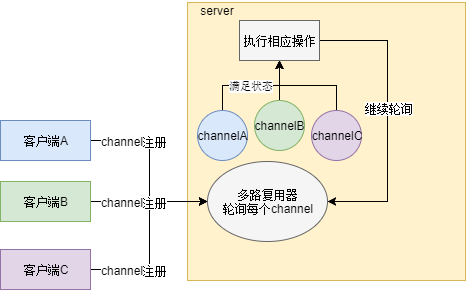 server
执行相应操作
满足状态
继续轮询
channelA
channelB
channelC
客户端A
channel注册
客户端B
channel注册
多路复用器
轮询每个channel
客户端C
channel注册